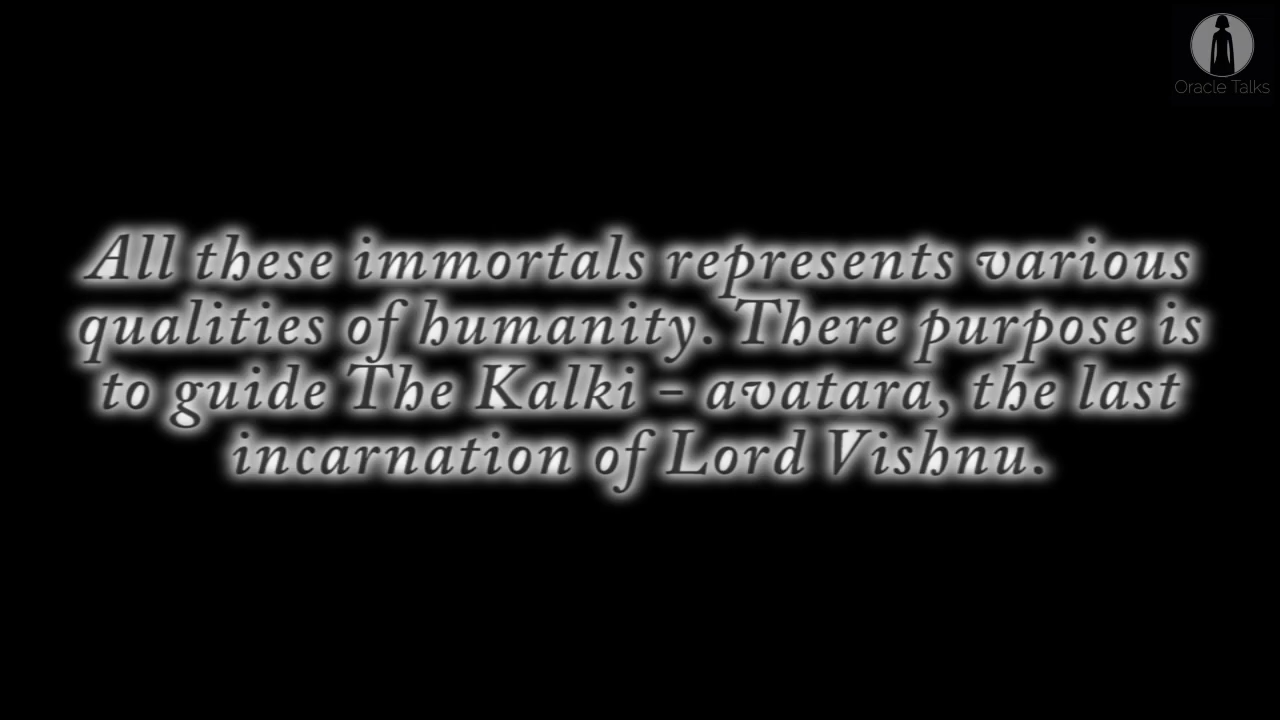 Oracle Talks
All these immortals represents various
qualities of humanity. There purpose is
to guide The Kalki – avatara, the last
incarnation of Lord Vishnu.